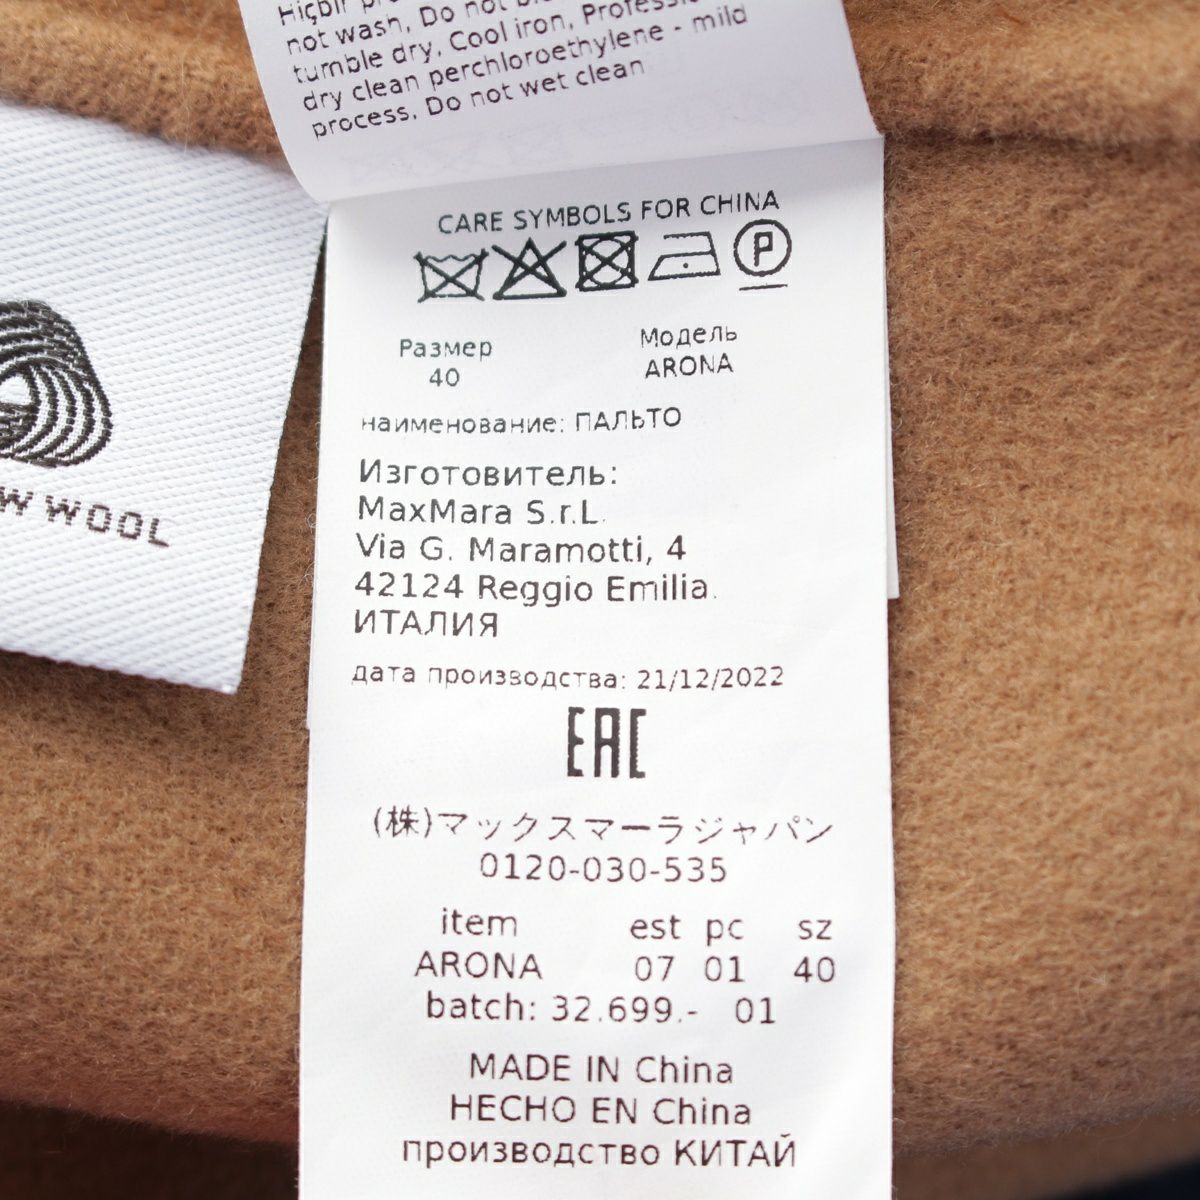 not wash, Do not
tumble dry, Cool iron,
dry clean perchloroethylene - mild
process, Do not wet clean
CARE SYMBOLS FOR CHINA
P
Размер
40
Модель
ARONA
наименование: ПАЛЬТО
Изготовитель:
MaxMara S.r.L.
Via G. Maramotti, 4
42124 Reggio Emilia.
ИТАЛИЯ
дата производства: 21/12/2022
EAC
(株)マックスマーラジャパン
0120-030-535
item est pc sz
ARONA 07 01 40
batch: 32.699.- 01
MADE IN China
HECHO EN China
производство КИТАЙ
WOOL